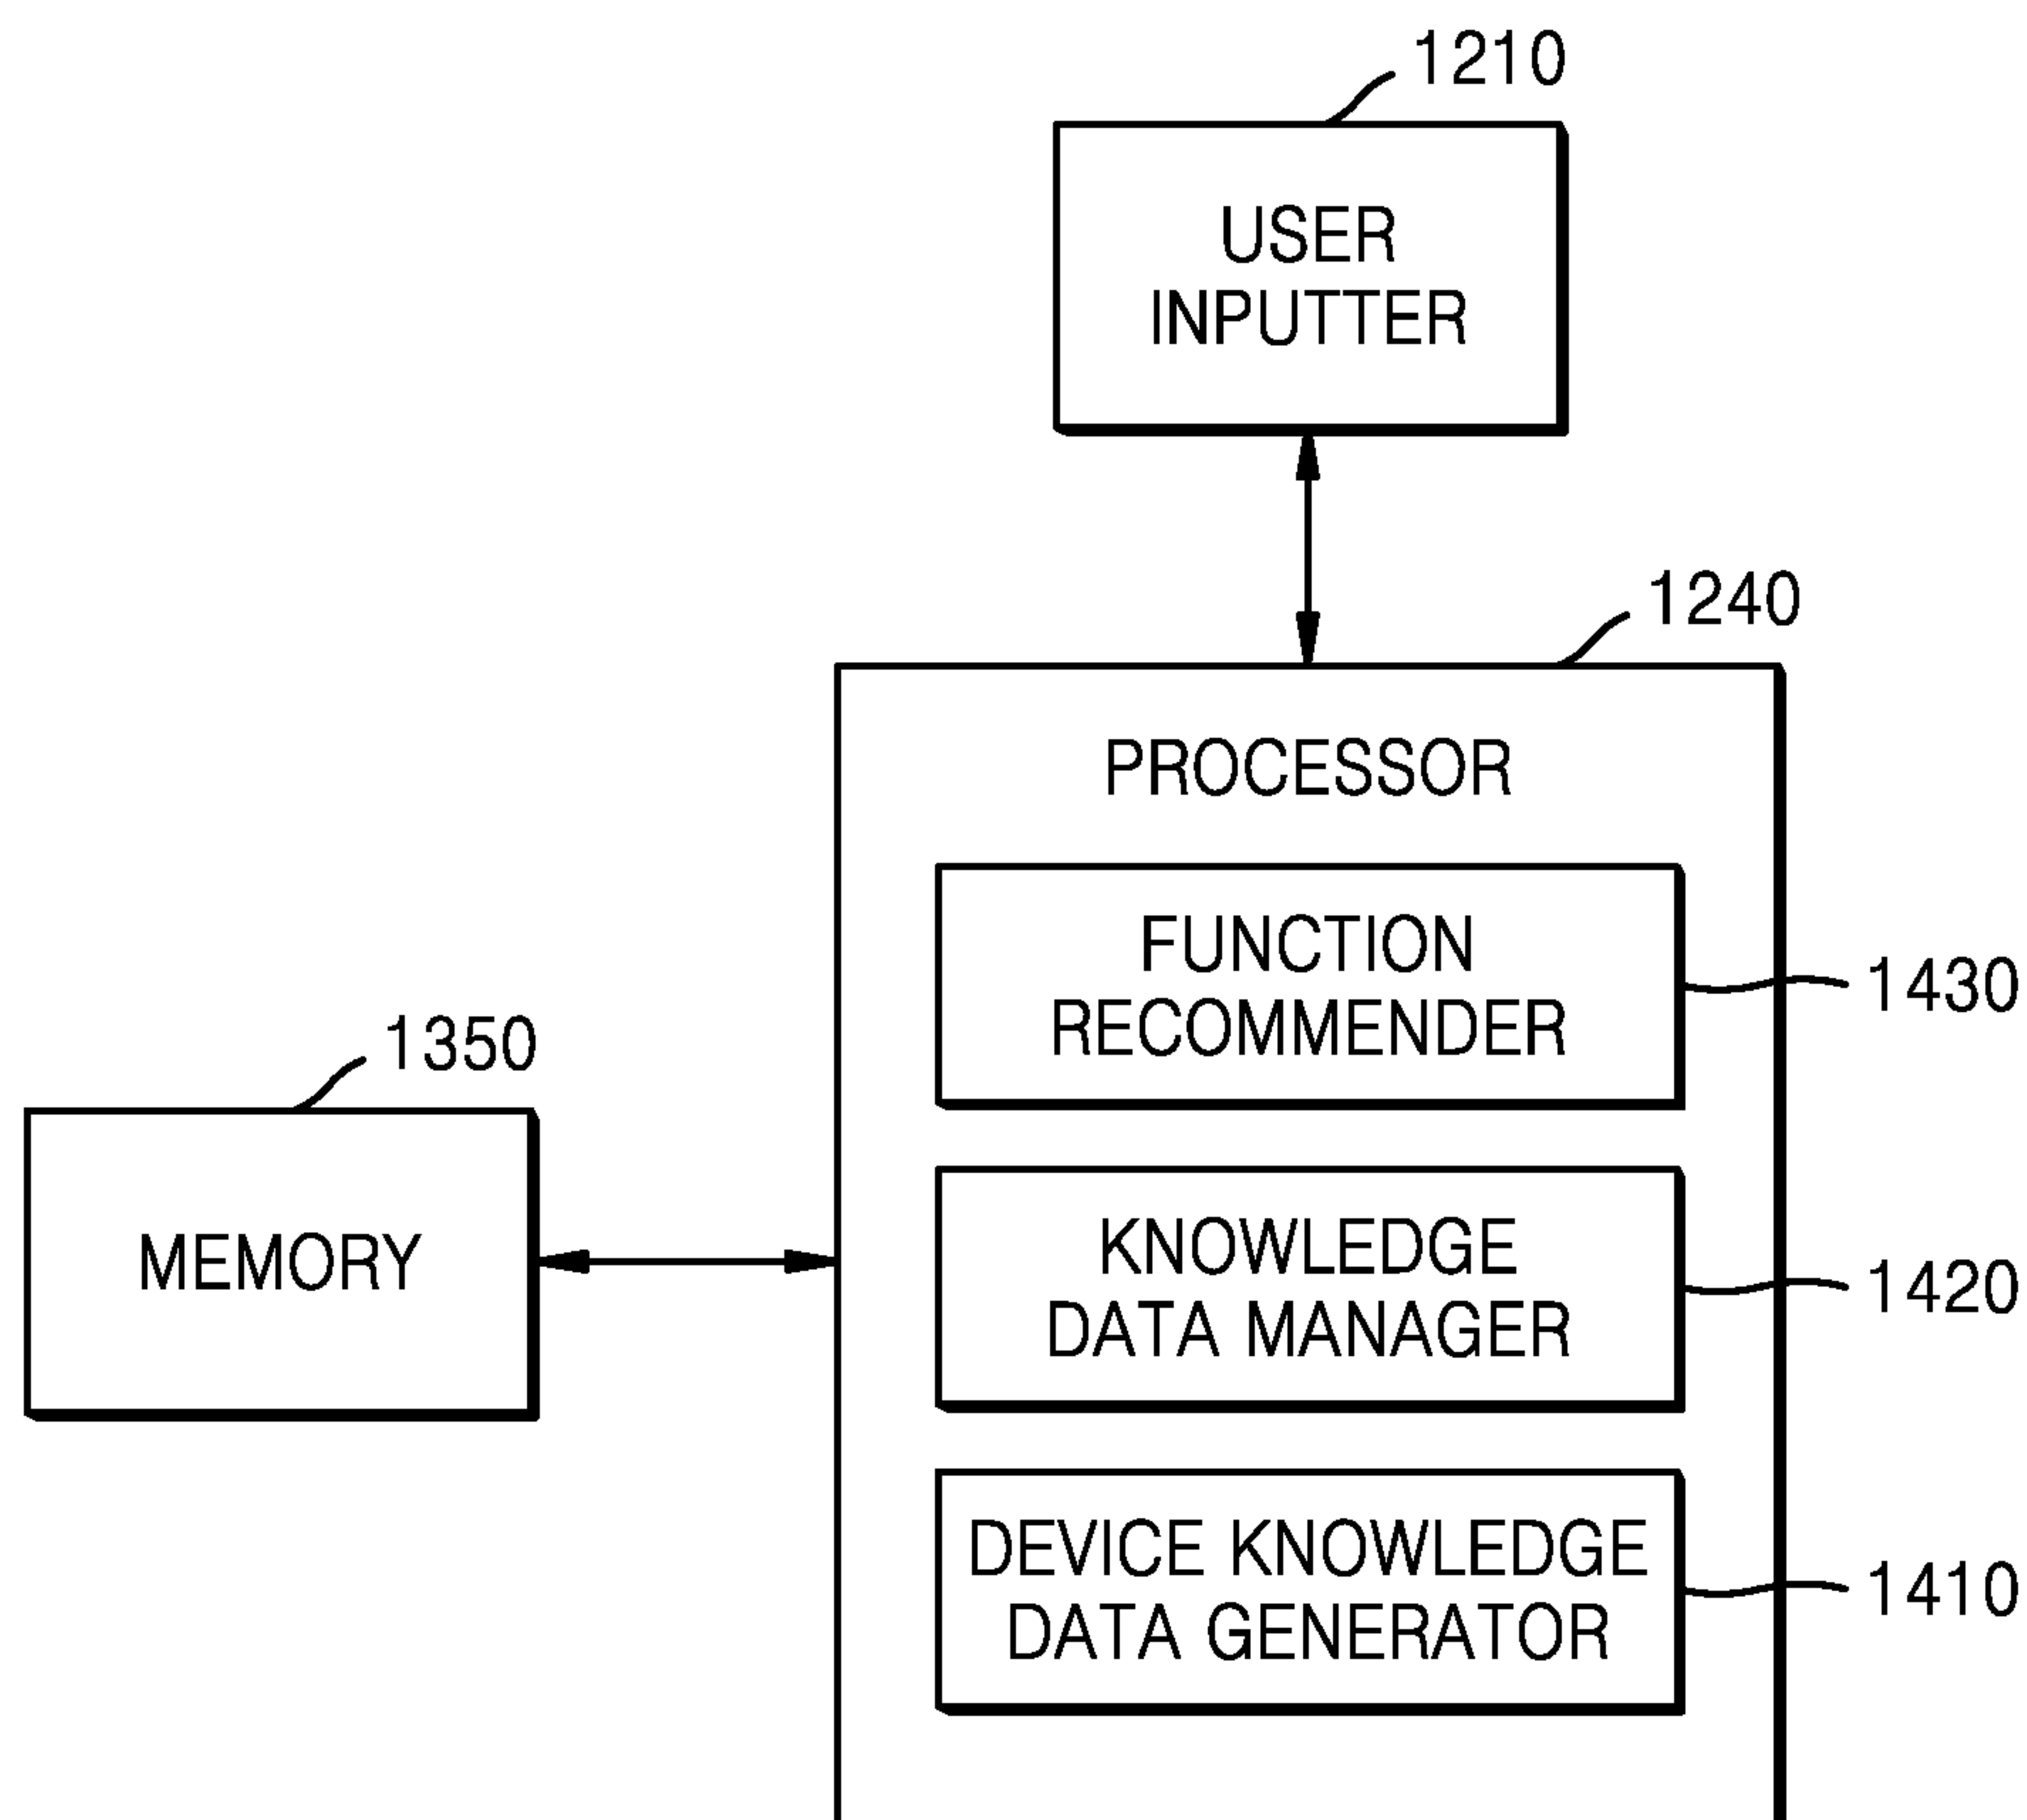 1210
USER
INPUTTER
1240
PROCESSOR
FUNCTION
RECOMMENDER
1430
1350
MEMORY
KNOWLEDGE
DATA MANAGER
1420
DEVICE KNOWLEDGE
DATA GENERATOR
1410